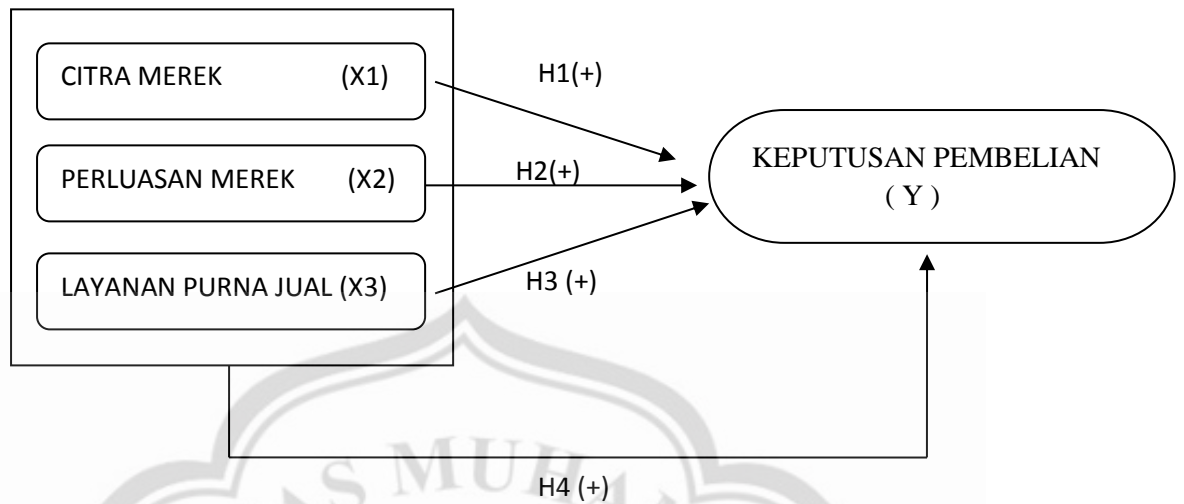 CITRA MEREK (X1)
H1(+)
PERLUASAN MEREK (X2)
H2(+)
KEPUTUSAN PEMBELIAN
( Y )
LAYANAN PURNA JUAL (X3)
H3 (+)
H4 (+)